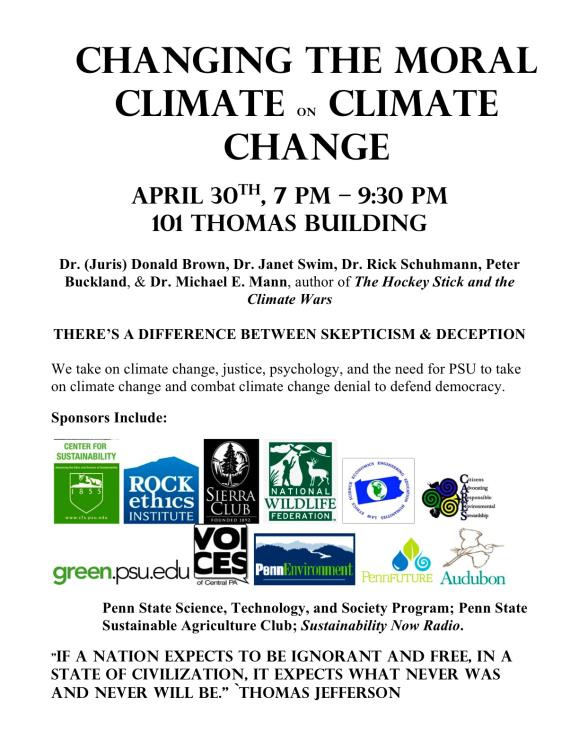 CHANGING THE MORAL
CLIMATE ON CLIMATE
CHANGE
APRIL 30TH, 7 PM – 9:30 PM
101 THOMAS BUILDING
Dr. (Juris) Donald Brown, Dr. Janet Swim, Dr. Rick Schuhmann, Peter
Buckland, & Dr. Michael E. Mann, author of The Hockey Stick and the
Climate Wars
THERE'S A DIFFERENCE BETWEEN SKEPTICISM & DECEPTION
We take on climate change, justice, psychology, and the need for PSU to take
on climate change and combat climate change denial to defend democracy.
Sponsors Include:
CENTER FOR
SUSTAINABILITY
1855
www.cfs.psu.edu
ROCK
ethics
INSTITUTE
SIERRA
CLUB
FOUNDED 1892
NATIONAL
WILDLIFE
FEDERATION
ECONOMICS ENGINEERING
Citizens
Advocating
Responsible
Environmental
Stewardship
green.psu.edu
VOI
CES
of Central PA
PennEnvironment
PENNFUTURE
Audubon
Penn State Science, Technology, and Society Program; Penn State
Sustainable Agriculture Club; Sustainability Now Radio.
"IF A NATION EXPECTS TO BE IGNORANT AND FREE, IN A
STATE OF CIVILIZATION, IT EXPECTS WHAT NEVER WAS
AND NEVER WILL BE." `THOMAS JEFFERSON